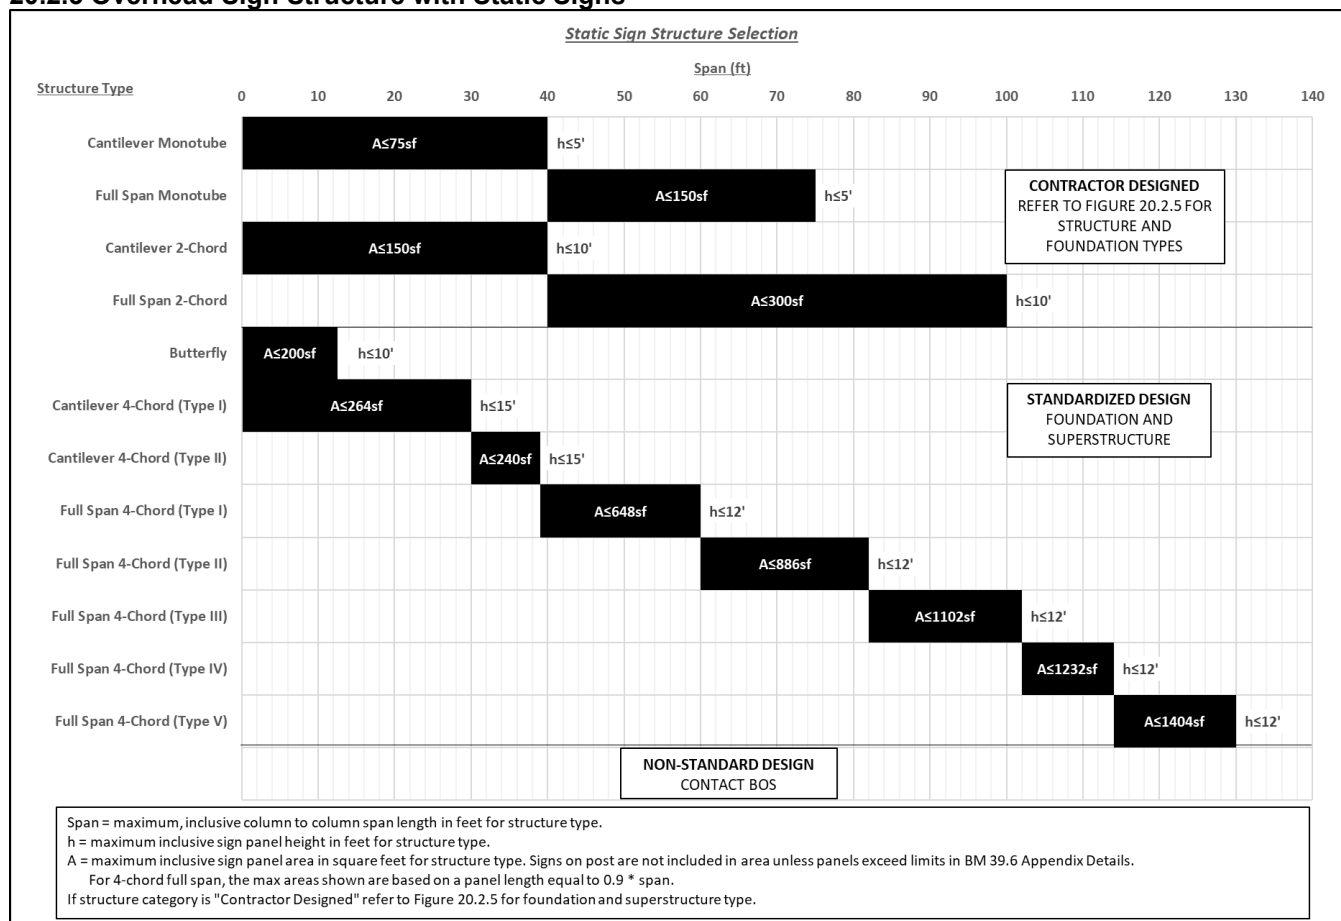 20.2.6 Overhead Sign Structure with Static Signs
Static Sign Structure Selection
Span (ft)
Structure Type
0 10 20 30 40 50 60 70 80 90 100 110 120 130 140
Cantilever Monotube A≤75sf h≤5'
Full Span Monotube A≤150sf h≤5'
CONTRACTOR DESIGNED
REFER TO FIGURE 20.2.5 FOR
STRUCTURE AND
FOUNDATION TYPES
Cantilever 2-Chord A≤150sf h≤10'
Full Span 2-Chord A≤300sf h≤10'
Butterfly A≤200sf h≤10'
Cantilever 4-Chord (Type I) A≤264sf h≤15'
STANDARDIZED DESIGN
FOUNDATION AND
SUPERSTRUCTURE
Cantilever 4-Chord (Type II) A≤240sf h≤15'
Full Span 4-Chord (Type I) A≤648sf h≤12'
Full Span 4-Chord (Type II) A≤886sf h≤12'
Full Span 4-Chord (Type III) A≤1102sf h≤12'
Full Span 4-Chord (Type IV) A≤1232sf h≤12'
Full Span 4-Chord (Type V) A≤1404sf h≤12'
NON-STANDARD DESIGN
CONTACT BOS
Span = maximum, inclusive column to column span length in feet for structure type.
h = maximum inclusive sign panel height in feet for structure type.
A = maximum inclusive sign panel area in square feet for structure type. Signs on post are not included in area unless panels exceed limits in BM 39.6 Appendix Details.
For 4-chord full span, the max areas shown are based on a panel length equal to 0.9 * span.
If structure category is "Contractor Designed" refer to Figure 20.2.5 for foundation and superstructure type.